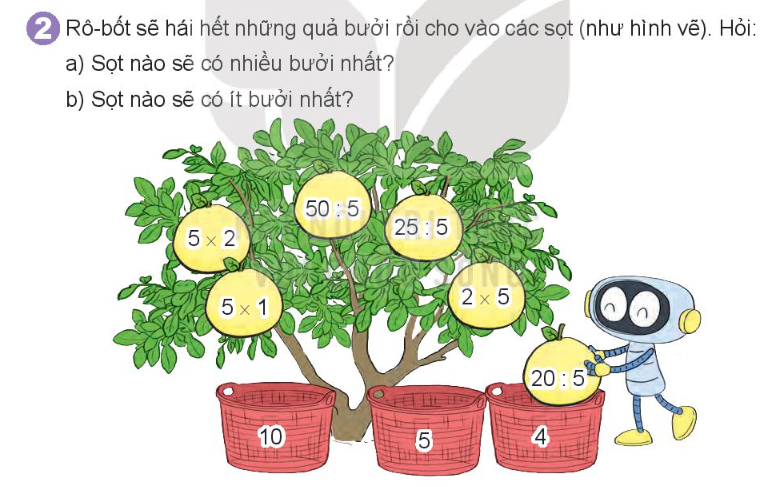 2 Rô-bốt sẽ hái hết những quả bưởi rồi cho vào các sọt (như hình vẽ). Hỏi:
a) Sọt nào sẽ có nhiều bưởi nhất?
b) Sọt nào sẽ có ít bưởi nhất?
50 : 5
5 × 2
25 : 5
5 × 1
2 × 5
20 : 5
10
5
4